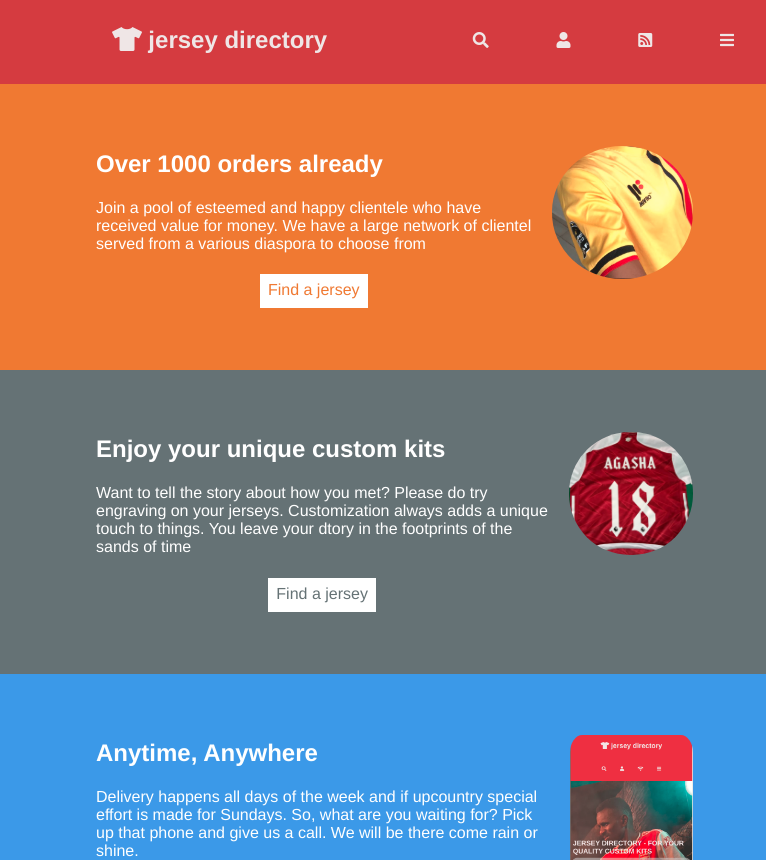 jersey directory
Over 1000 orders already
Join a pool of esteemed and happy clientele who have
received value for money. We have a large network of clientel
served from a various diaspora to choose from
Find a jersey
Enjoy your unique custom kits
Want to tell the story about how you met? Please do try
engraving on your jerseys. Customization always adds a unique
touch to things. You leave your dtory in the footprints of the
sands of time
Find a jersey
AGASHA
18
Anytime, Anywhere
Delivery happens all days of the week and if upcountry special
effort is made for Sundays. So, what are you waiting for? Pick
up that phone and give us a call. We will be there come rain or
shine.
jersey directory
JERSEY DIRECTORY - FOR YOUR
QUALITY CUSTOM KITS